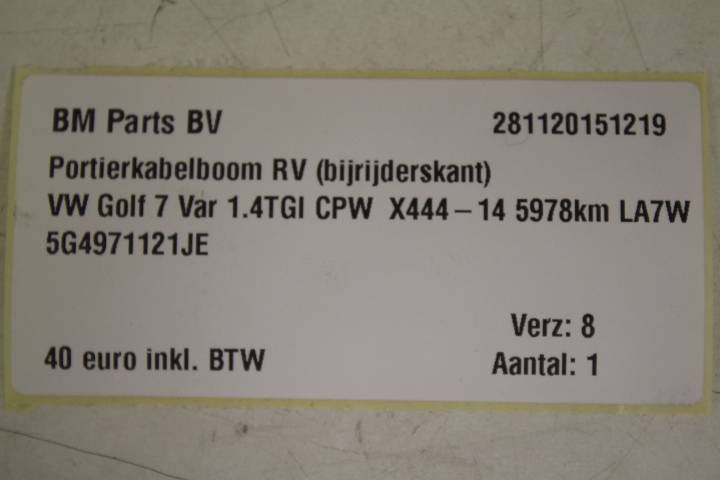 BM Parts BV 281120151219
Portierkabelboom RV (bijrijderskant)
VW Golf 7 Var 1.4TGI CPW X444 – 14 5978km LA7W
5G4971121JE
Verz: 8
40 euro inkl. BTW Aantal: 1